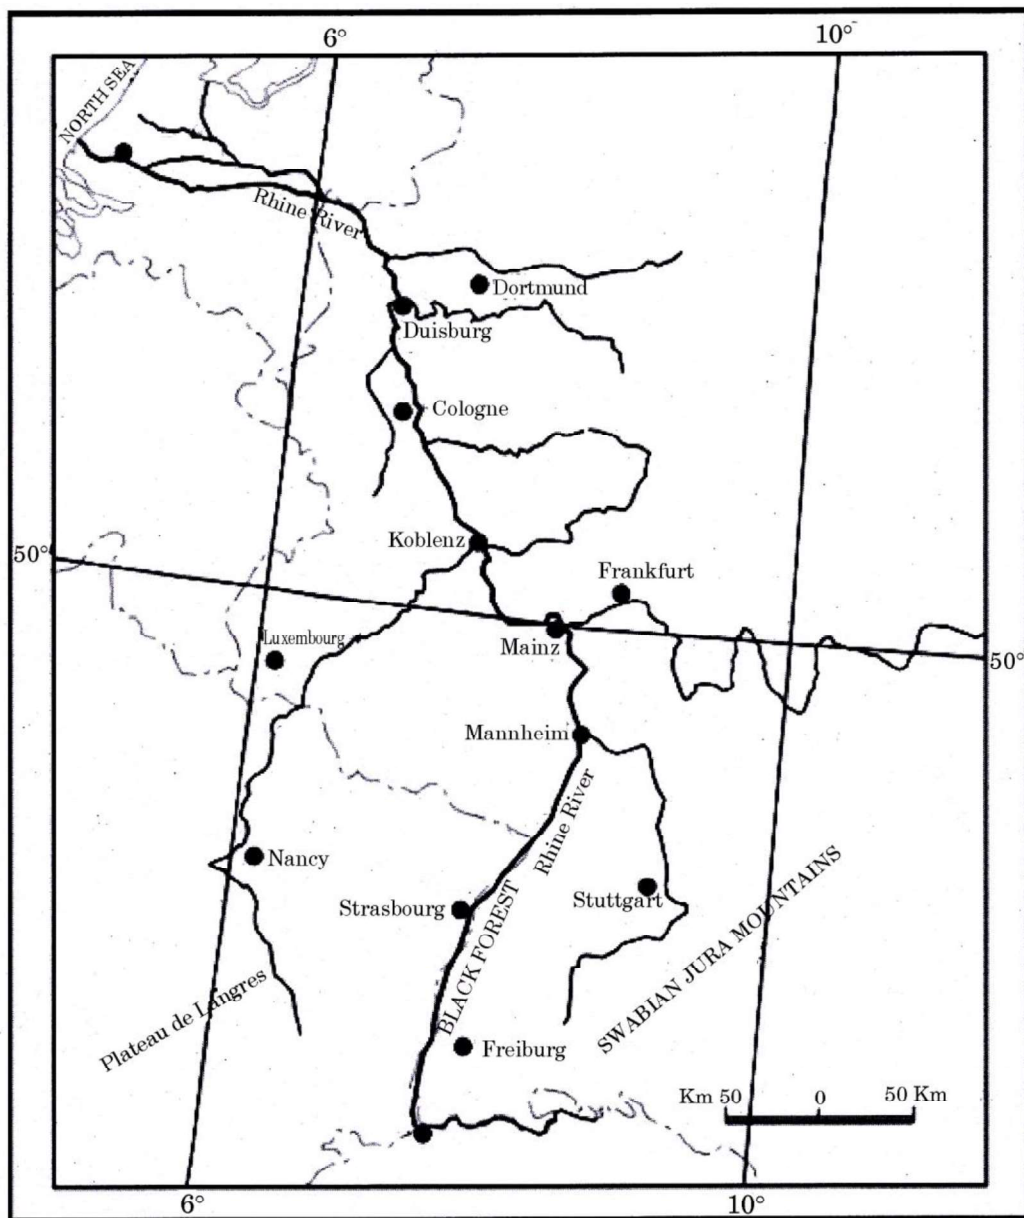 6°
10°
NORTH SEA
Rhine River
Dortmund
Duisburg
Cologne
50°
Koblenz
Frankfurt
Luxembourg
Mainz
50°
Mannheim
Rhine River
Nancy
Strasbourg
Stuttgart
BLACK FOREST
SWABIAN JURA MOUNTAINS
Plateau de Langres
Freiburg
Km 50 0 50 Km
6°
10°